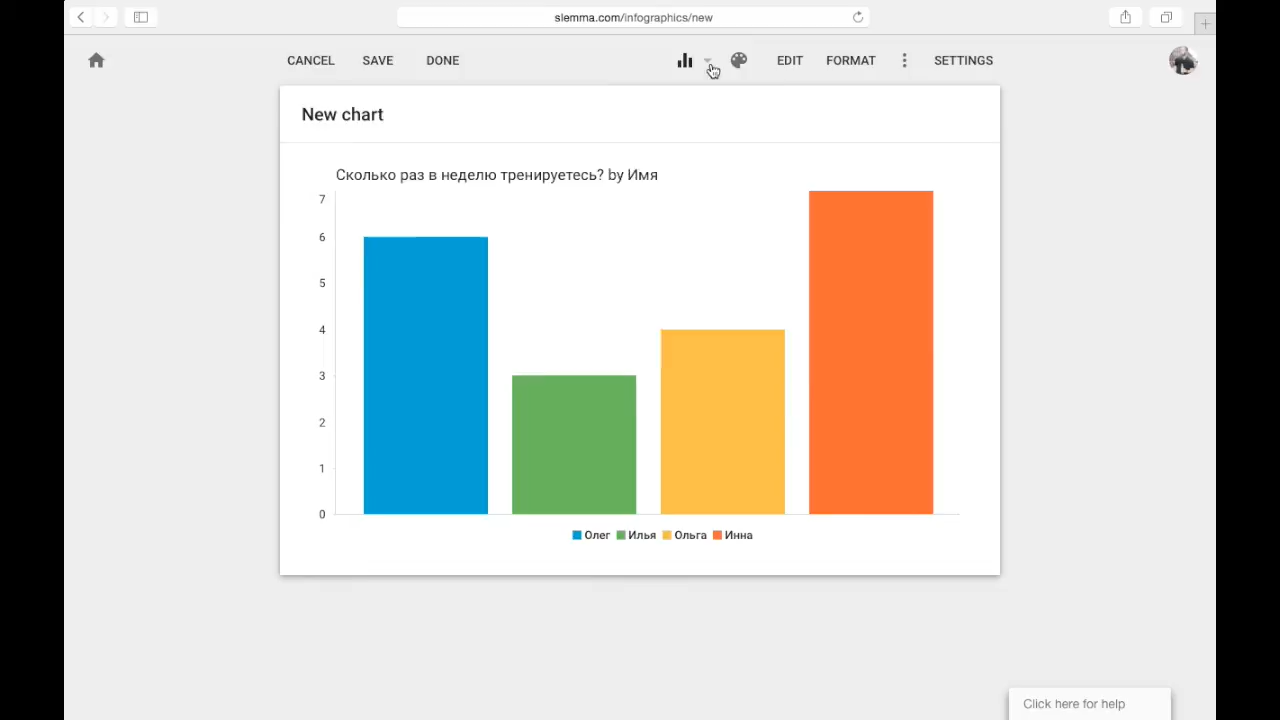 slemma.com/infographics/new
CANCEL SAVE DONE EDIT FORMAT SETTINGS
New chart
Сколько раз в неделю тренируетесь? by Имя
7
6
5
4
3
2
1
0
Олег Илья Ольга Инна
Click here for help